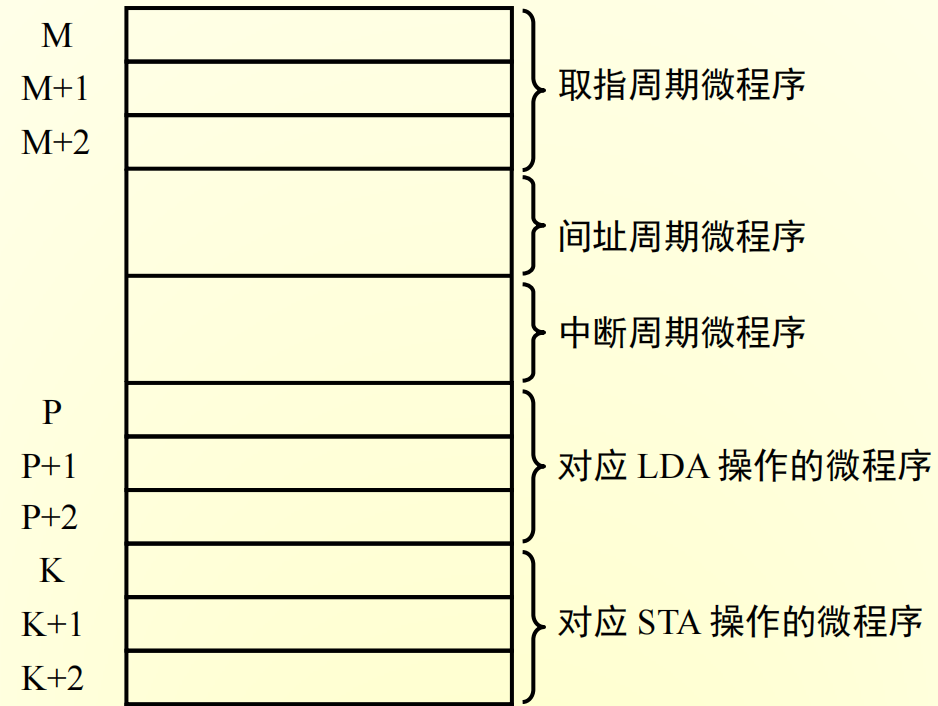 M
M+1
取指周期微程序
M+2
间址周期微程序
中断周期微程序
P
P+1
对应 LDA 操作的微程序
P+2
K
K+1
对应 STA 操作的微程序
K+2